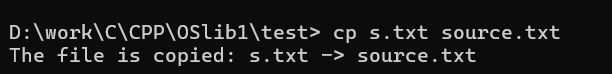 D:\work\C\CPP\OSlib1\test> cp s.txt source.txt
The file is copied: s.txt -> source.txt